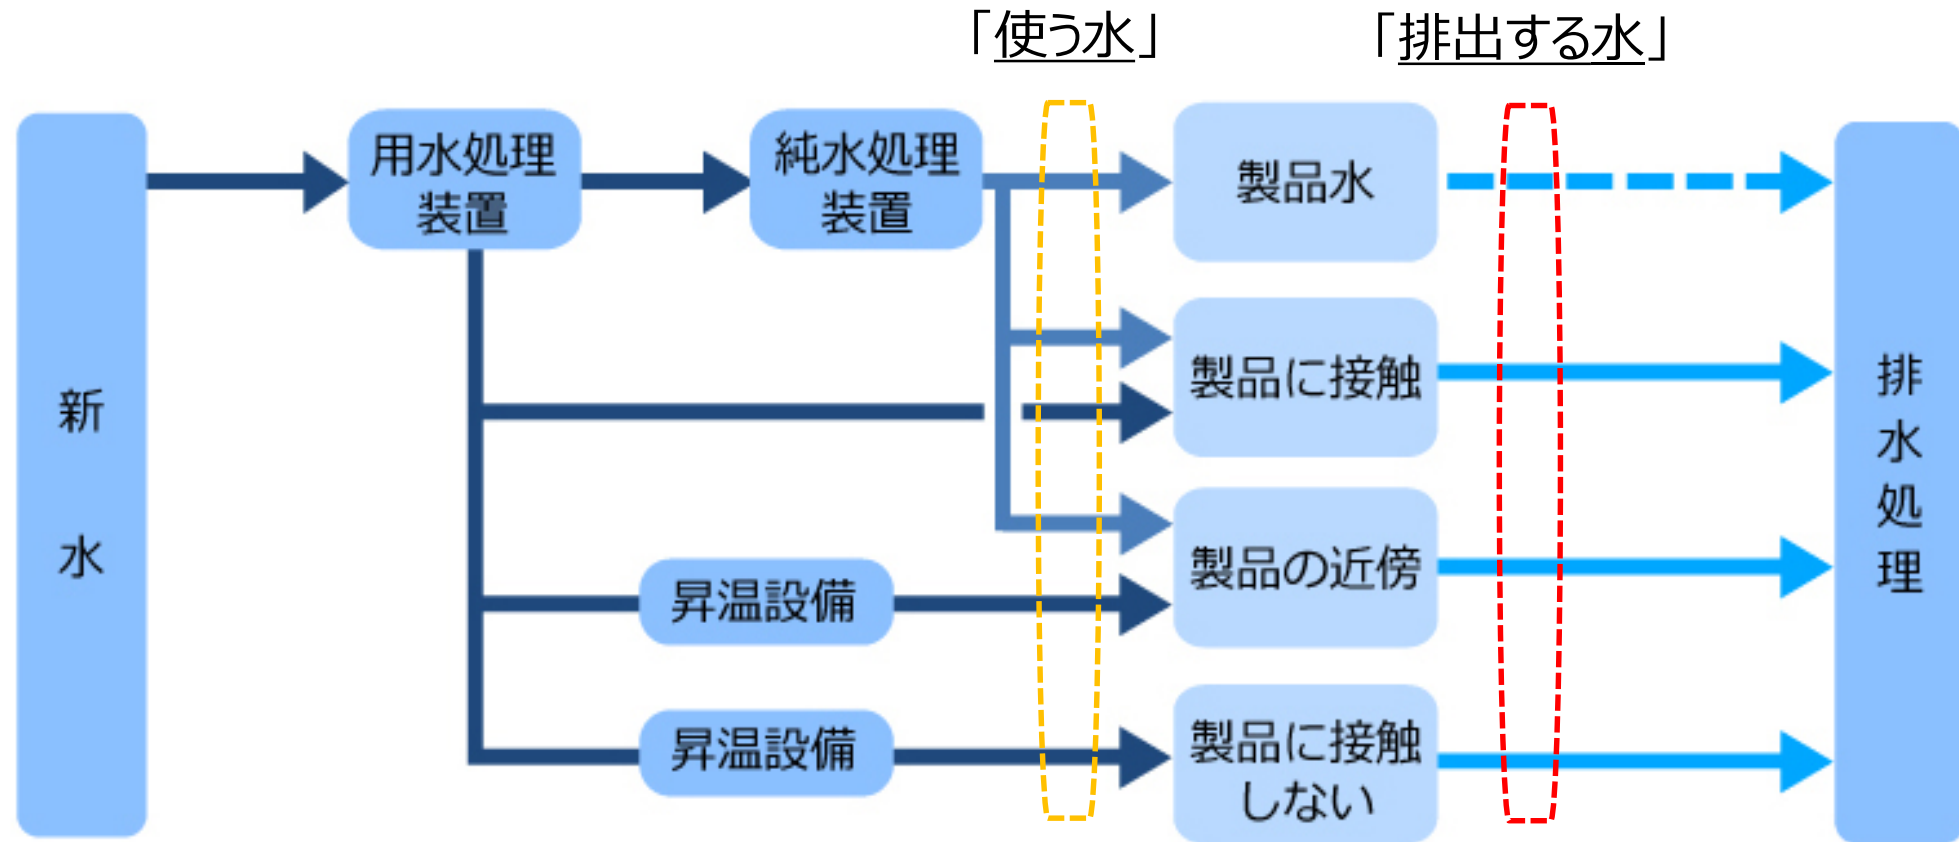 「使う水」
「排出する水」
新水
用水処理
装置
純水処理
装置
製品水
製品に接触
製品の近傍
昇温設備
昇温設備
製品に接触
しない
排水処理